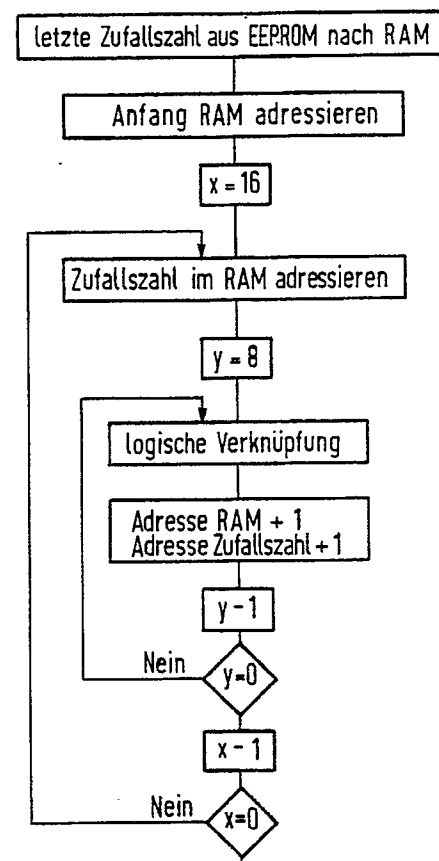 letzte Zufallszahl aus EEPROM nach RAM
Anfang RAM adressieren
x = 16
Zufallszahl im RAM adressieren
y = 8
logische Verknüpfung
Adresse RAM + 1
Adresse Zufallszahl + 1
y - 1
Nein
y=0
x - 1
Nein
x=0